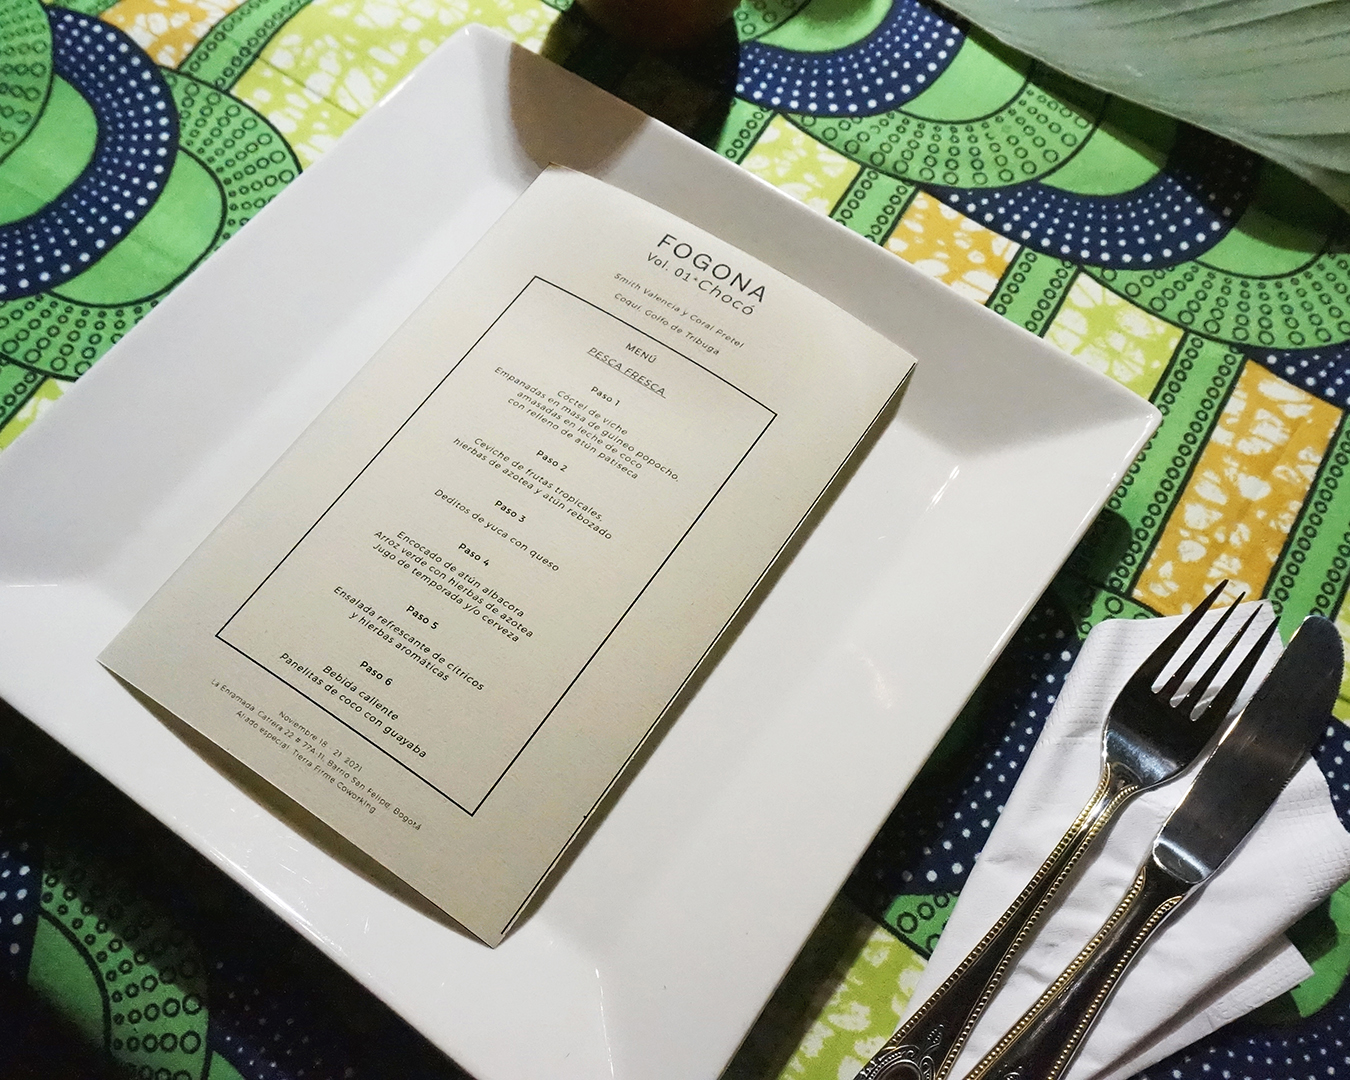 FOGONA
Vol. 01*Chocó
Smith Valencia y Coral Pretel
Coquí, Golfo de Tribuga
MENÚ
PESCA FRESCA
Paso 1
Cóctel de viche
Empanadas en masa de guineo popocho,
amasadas en leche de coco
con relleno de atún patiseca
Paso 2
Ceviche de frutas tropicales,
hierbas de azotea y atún rebozado
Paso 3
Deditos de yuca con queso
Paso 4
Encocado de atún albacora
Arroz verde con hierbas de azotea
Jugo de temporada y/o cerveza
Paso 5
Ensalada refrescante de cítricos
y hierbas aromáticas
Paso 6
Bebida caliente
Panelitas de coco con guayaba
Noviembre 18 - 21 2021
La Enramada, Carrera 22 # 77A-11, Barrio San Felipe, Bogotá
Aliado especial: Tierra Firme Coworking